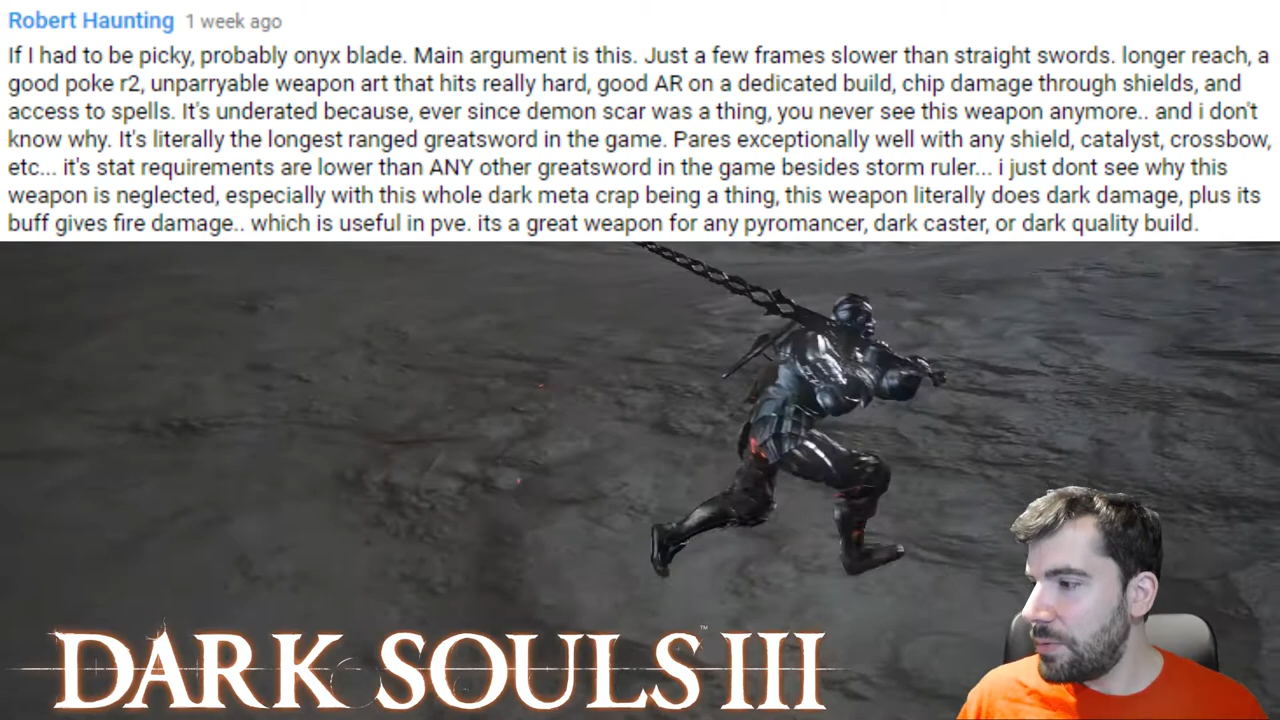 Robert Haunting 1 week ago
If I had to be picky, probably onyx blade. Main argument is this. Just a few frames slower than straight swords. longer reach, a
good poke r2, unparryable weapon art that hits really hard, good AR on a dedicated build, chip damage through shields, and
access to spells. It's underated because, ever since demon scar was a thing, you never see this weapon anymore.. and i don't
know why. It's literally the longest ranged greatsword in the game. Pares exceptionally well with any shield, catalyst, crossbow,
etc... it's stat requirements are lower than ANY other greatsword in the game besides storm ruler... i just dont see why this
weapon is neglected, especially with this whole dark meta crap being a thing, this weapon literally does dark damage, plus its
buff gives fire damage.. which is useful in pve. its a great weapon for any pyromancer, dark caster, or dark quality build.
DARK SOULS III™